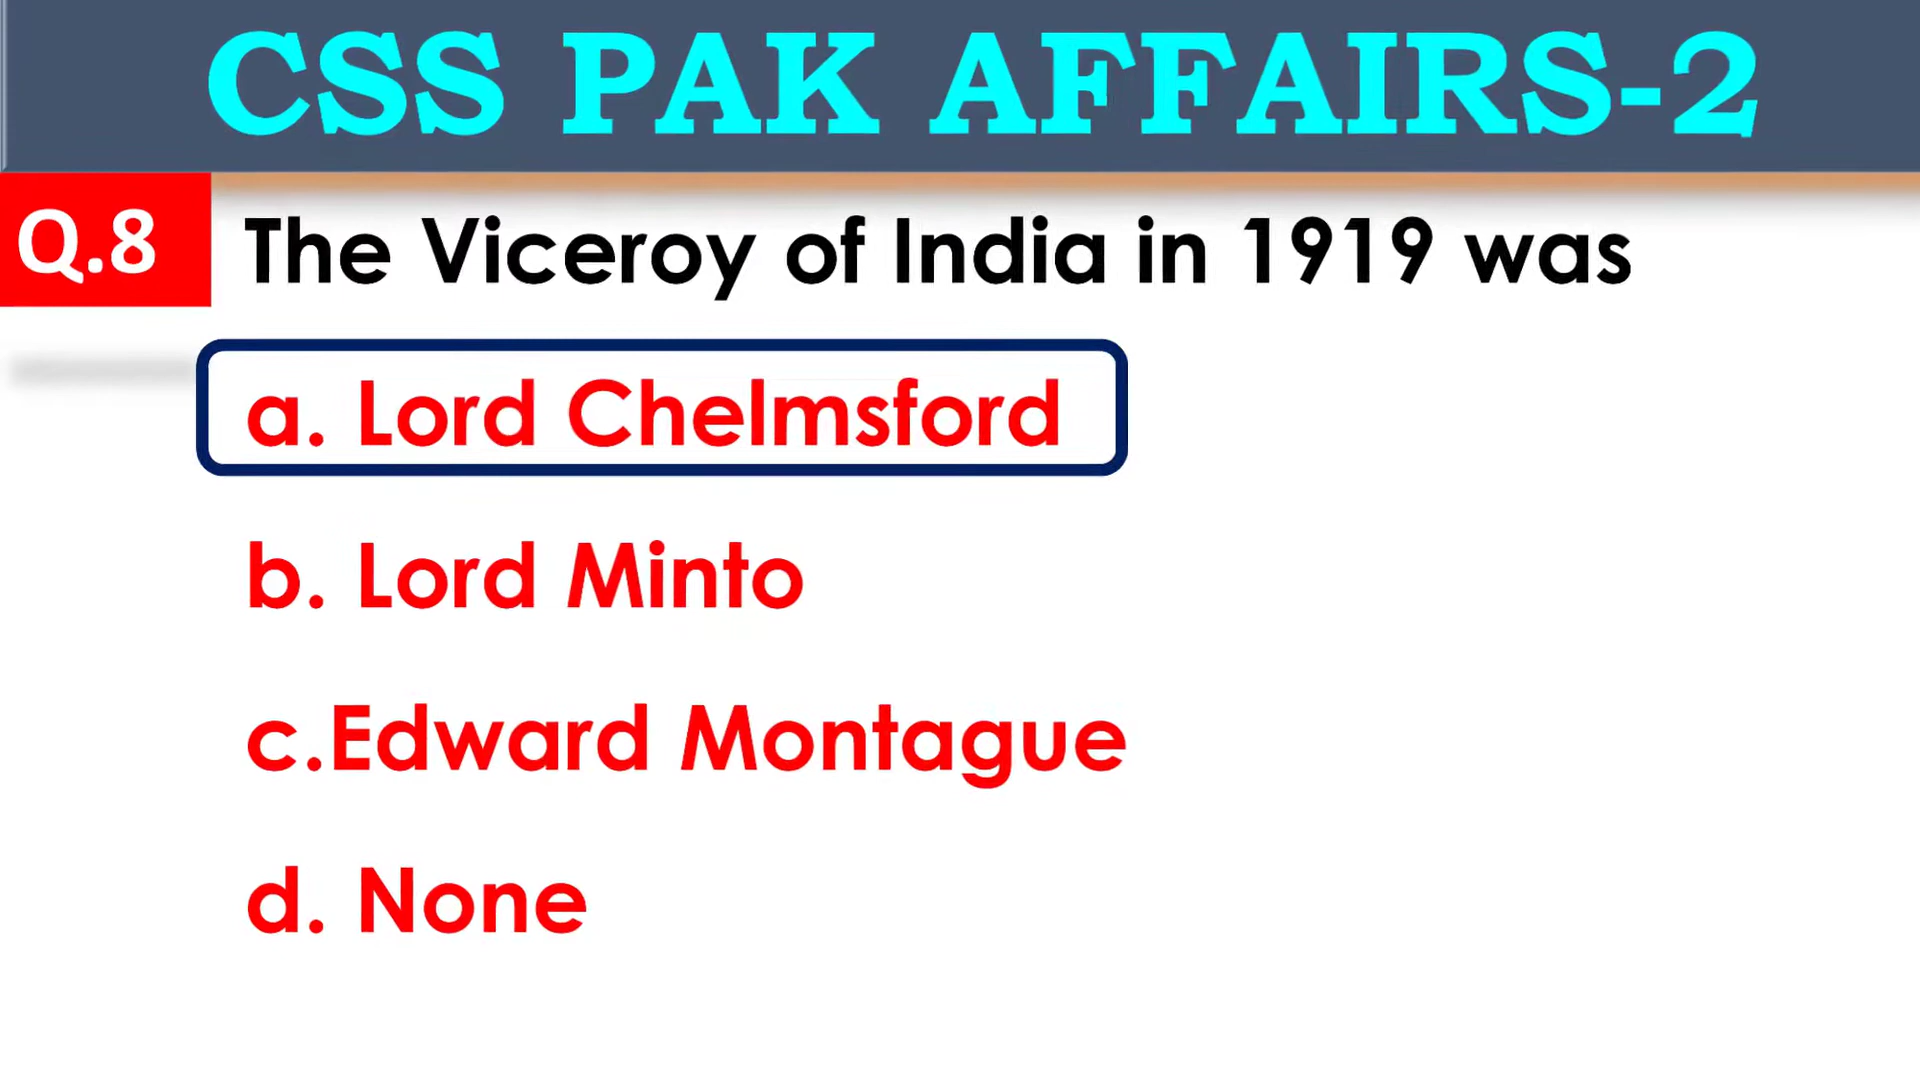 CSS PAK AFFAIRS-2
Q.8 The Viceroy of India in 1919 was
a. Lord Chelmsford
b. Lord Minto
c.Edward Montague
d. None